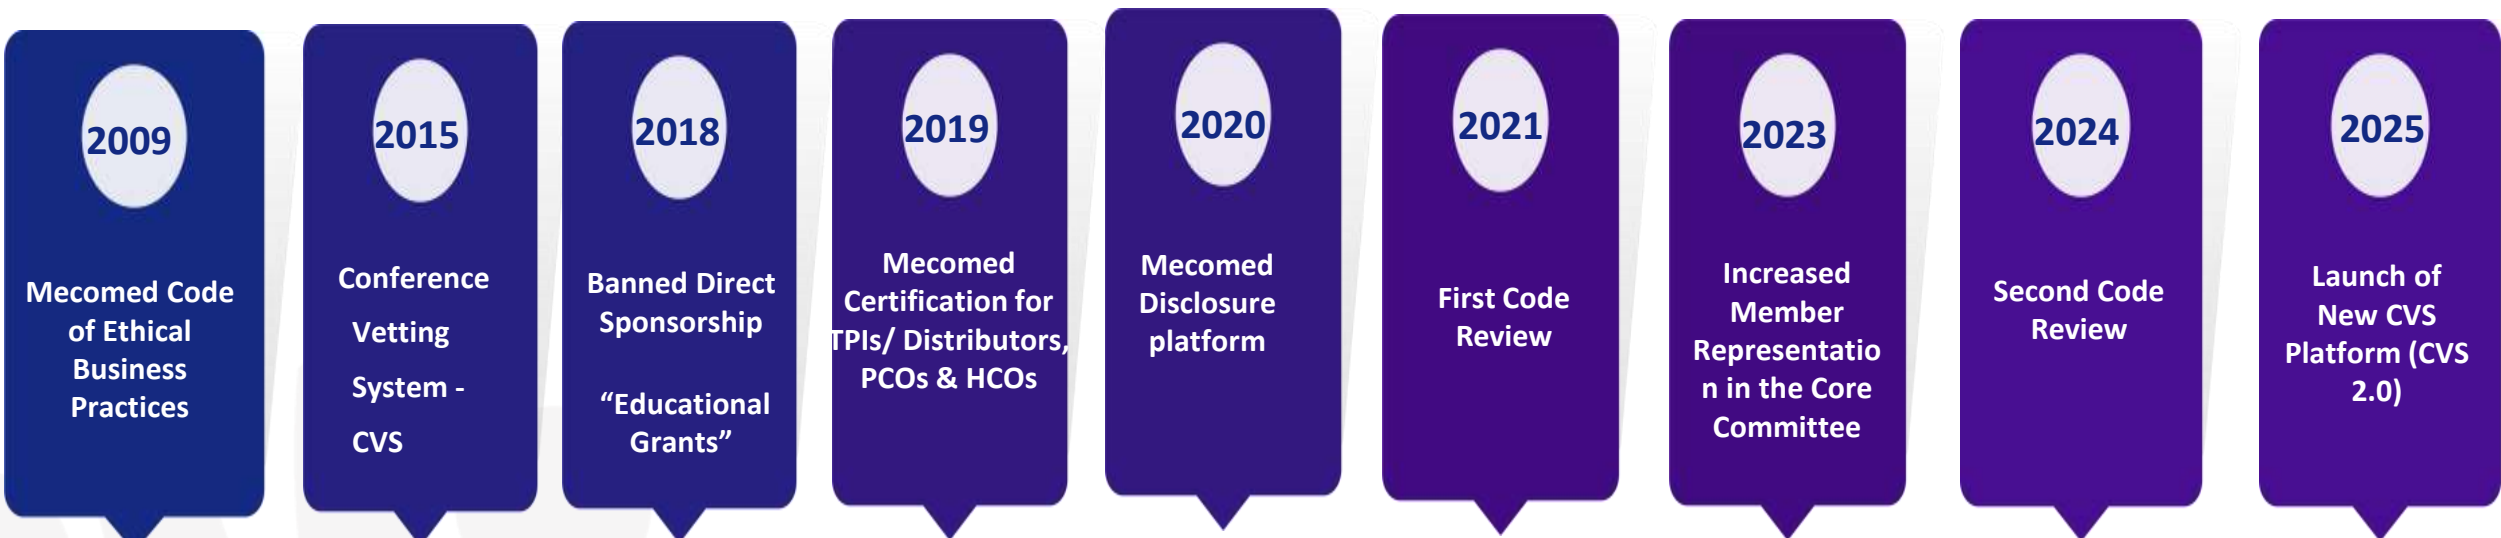 2009
Mecomed Code
of Ethical
Business
Practices
2015
Conference
Vetting
System -
CVS
2018
Banned Direct
Sponsorship
“Educational
Grants”
2019
Mecomed
Certification for
TPIs/ Distributors,
PCOs & HCOs
2020
Mecomed
Disclosure
platform
2021
First Code
Review
2023
Increased
Member
Representatio
n in the Core
Committee
2024
Second Code
Review
2025
Launch of
New CVS
Platform (CVS
2.0)